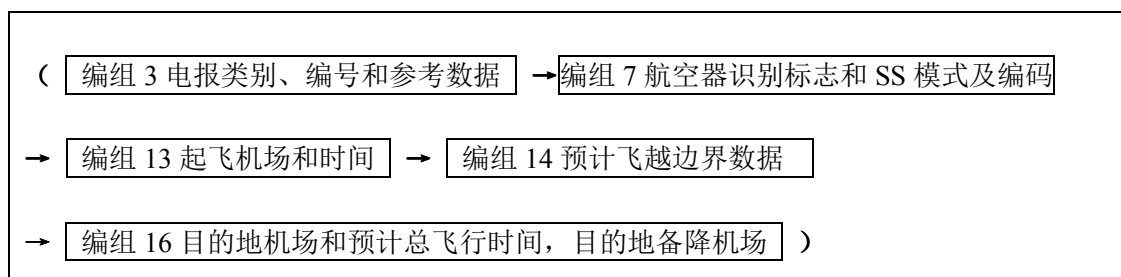 （ 编组 3 电报类别、编号和参考数据 →编组 7 航空器识别标志和 SS 模式及编码
→ 编组 13 起飞机场和时间 → 编组 14 预计飞越边界数据
→ 编组 16 目的地机场和预计总飞行时间，目的地备降机场 ）